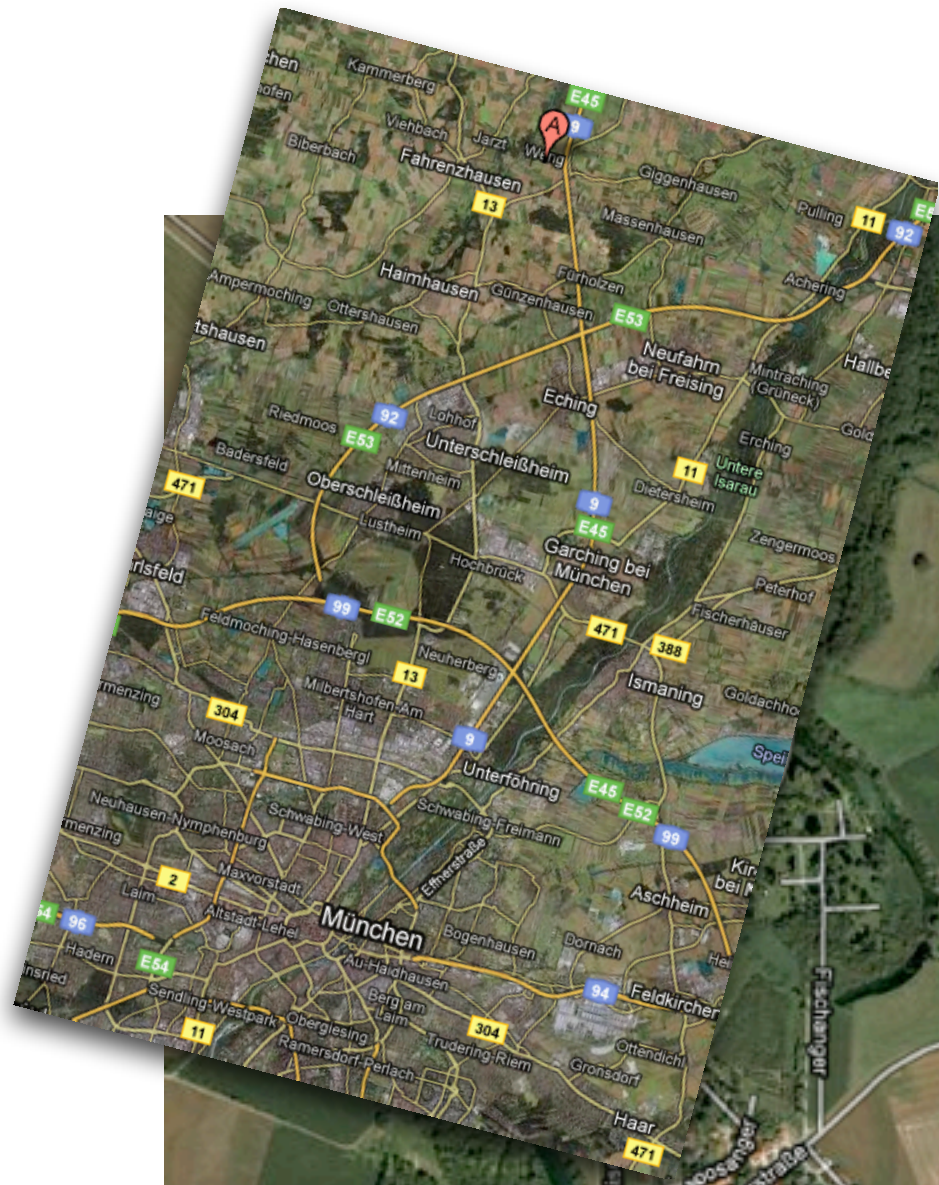 Kammerberg
E45
A
9
Viehbach
Jarzt
Weng
Biberbach
Fahrenzhausen
Giggenhausen
13
Massenhausen
Pulling
11
92
Haimhausen
Fürholzen
Achering
Ampermoching
Günzenhausen
Ottershausen
E53
Neufahrn
bei Freising
Mintraching
(Grüneck)
Eching
92
Lohhof
Riedmoos
E53
Unterschleißheim
Erching
Badersfeld
Mittenheim
11
Untere
Isarau
471
Oberschleißheim
Dietersheim
9
Lustheim
E45
Zengermoos
Garching bei
München
Hochbrück
Peterhof
99
E52
Fischerhäuser
Feldmoching-Hasenbergl
471
388
Neuherberg
13
Ismaning
Milbertshofen-Am
Hart
304
Moosach
9
Unterföhring
E45
E52
Neuhausen-Nymphenburg
Schwabing-West
Schwabing-Freimann
99
Effnerstraße
2
Maxvorstadt
Laim
Aschheim
96
Altstadt-Lehel
München
Bogenhausen
Dornach
Hadern
E54
Au-Haidhausen
94
Feldkirchen
Sendling-Westpark
Berg am
Laim
11
Obergiesing
304
Trudering-Riem
Ottendichl
Ramersdorf-Perlach
Gronsdorf
Haar
471
Fischanger